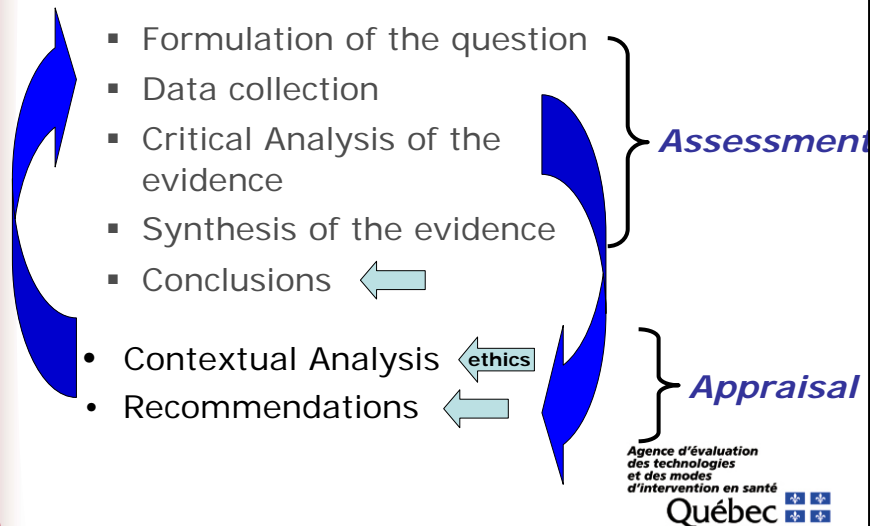 Formulation of the question
Data collection
Critical Analysis of the
evidence
Synthesis of the evidence
Conclusions
Assessment
Contextual Analysis
ethics
Recommendations
Appraisal
Agence d'évaluation
des technologies
et des modes
d'intervention en santé
Québec